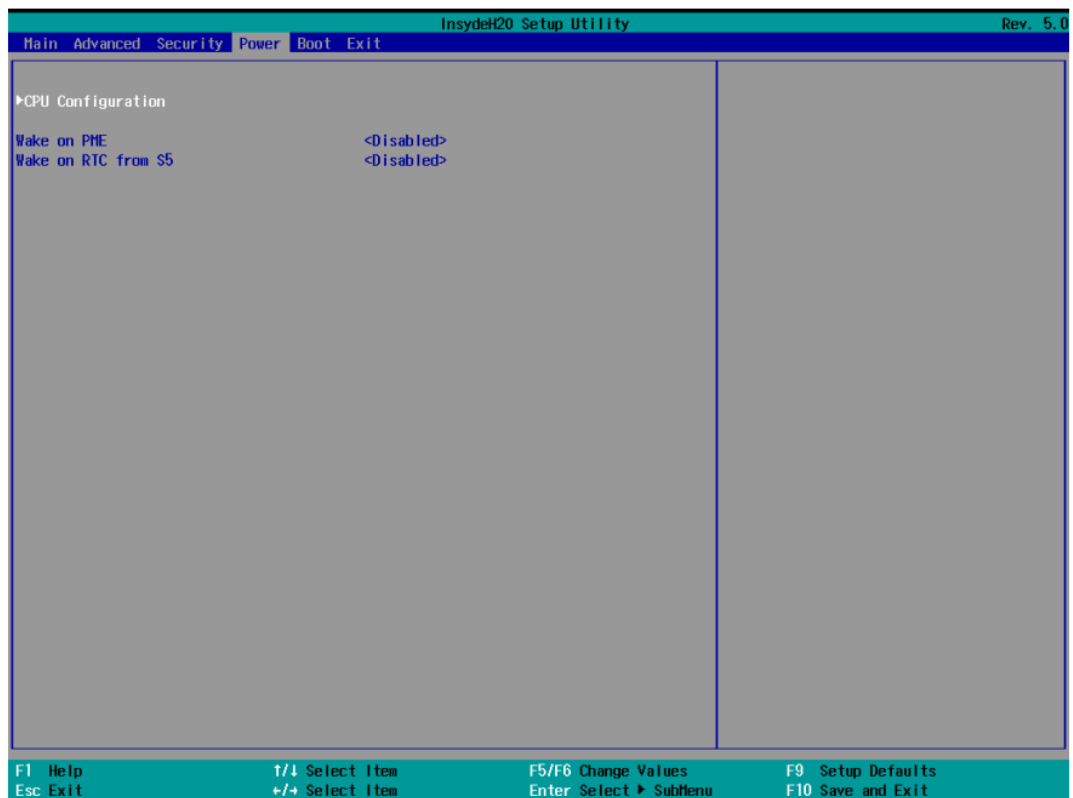 InsydeH20 Setup Utility Rev. 5.0
Main Advanced Security Power Boot Exit
▶CPU Configuration
Wake on PME <Disabled>
Wake on RTC from S5 <Disabled>
F1 Help ↑/↓ Select Item F5/F6 Change Values F9 Setup Defaults
Esc Exit ←/→ Select Item Enter Select ▶ SubMenu F10 Save and Exit